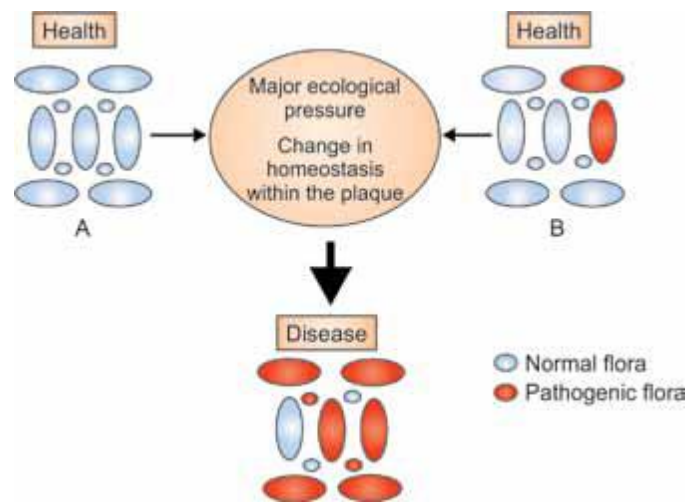 Health
Health
Major ecological
pressure
Change in
homeostasis
within the plaque
A
B
Disease
Normal flora
Pathogenic flora